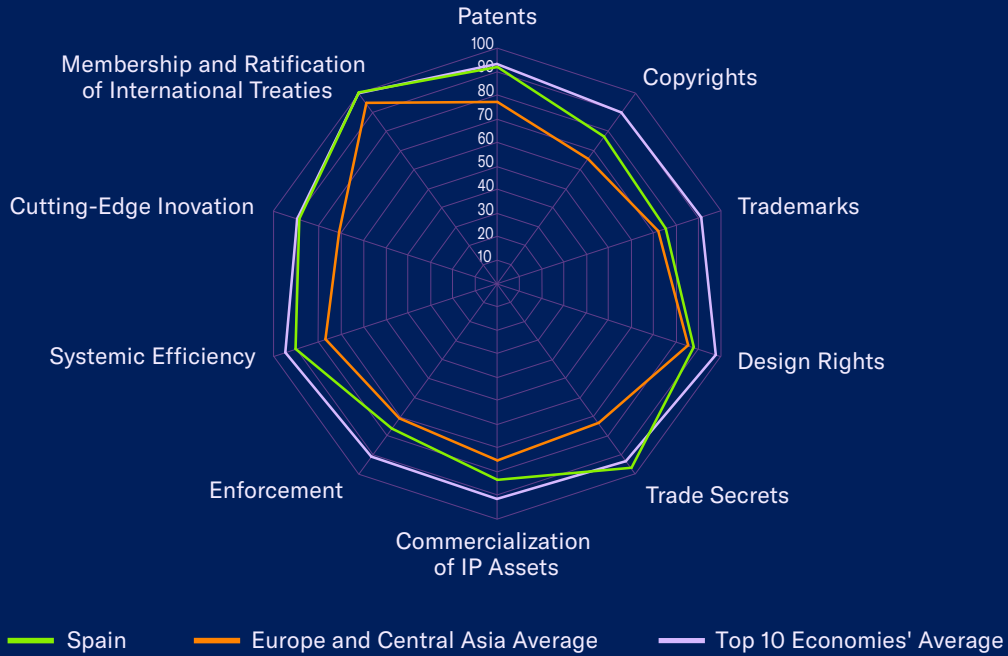 Patents
100
90
80
70
60
50
40
30
20
10
Copyrights
Trademarks
Design Rights
Trade Secrets
Commercialization
of IP Assets
Enforcement
Systemic Efficiency
Cutting-Edge Inovation
Membership and Ratification
of International Treaties
Spain
Europe and Central Asia Average
Top 10 Economies' Average